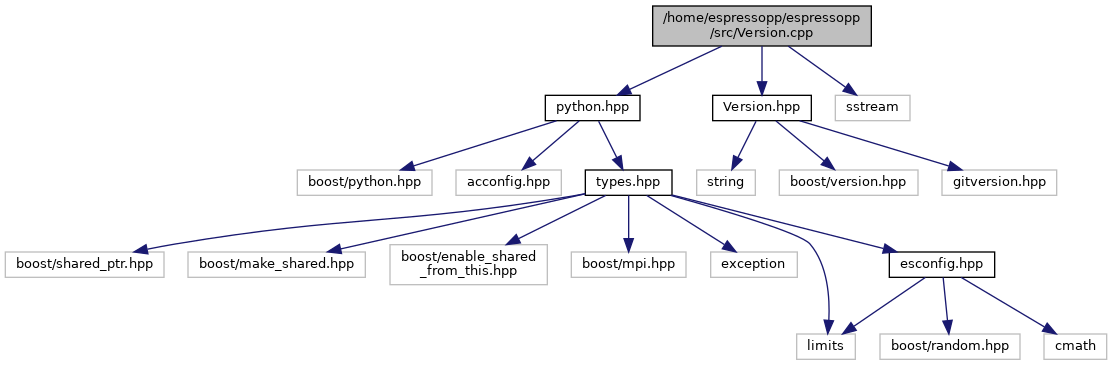 /home/espressopp/espressopp
/src/Version.cpp
python.hpp
Version.hpp
sstream
boost/python.hpp
acconfig.hpp
types.hpp
string
boost/version.hpp
gitversion.hpp
boost/shared_ptr.hpp
boost/make_shared.hpp
boost/enable_shared
_from_this.hpp
boost/mpi.hpp
exception
esconfig.hpp
limits
boost/random.hpp
cmath